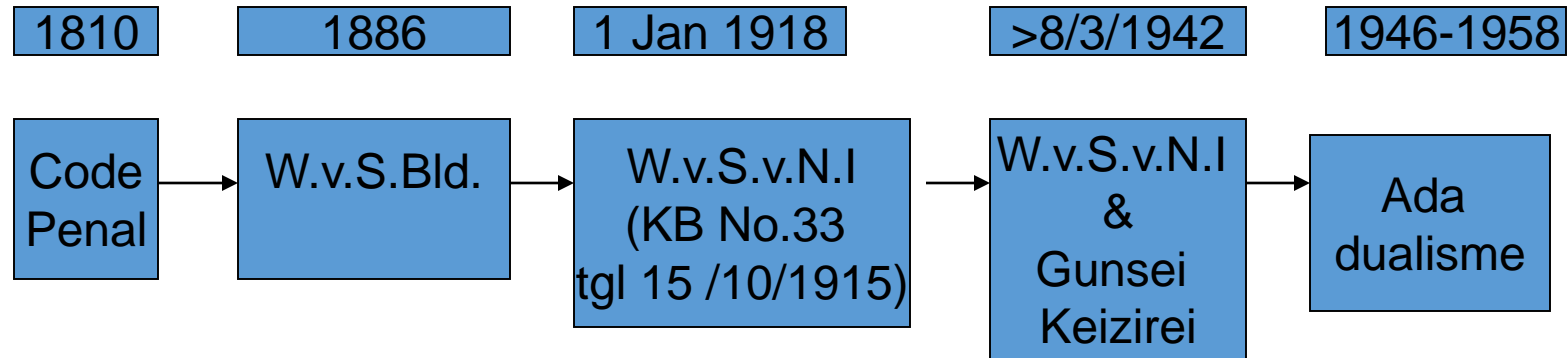 1810
1886
1 Jan 1918
>8/3/1942
1946-1958
Code
Penal
W.v.S.Bld.
W.v.S.v.N.I
(KB No.33
tgl 15 /10/1915)
W.v.S.v.N.I
&
Gunsei
Keizirei
Ada
dualisme